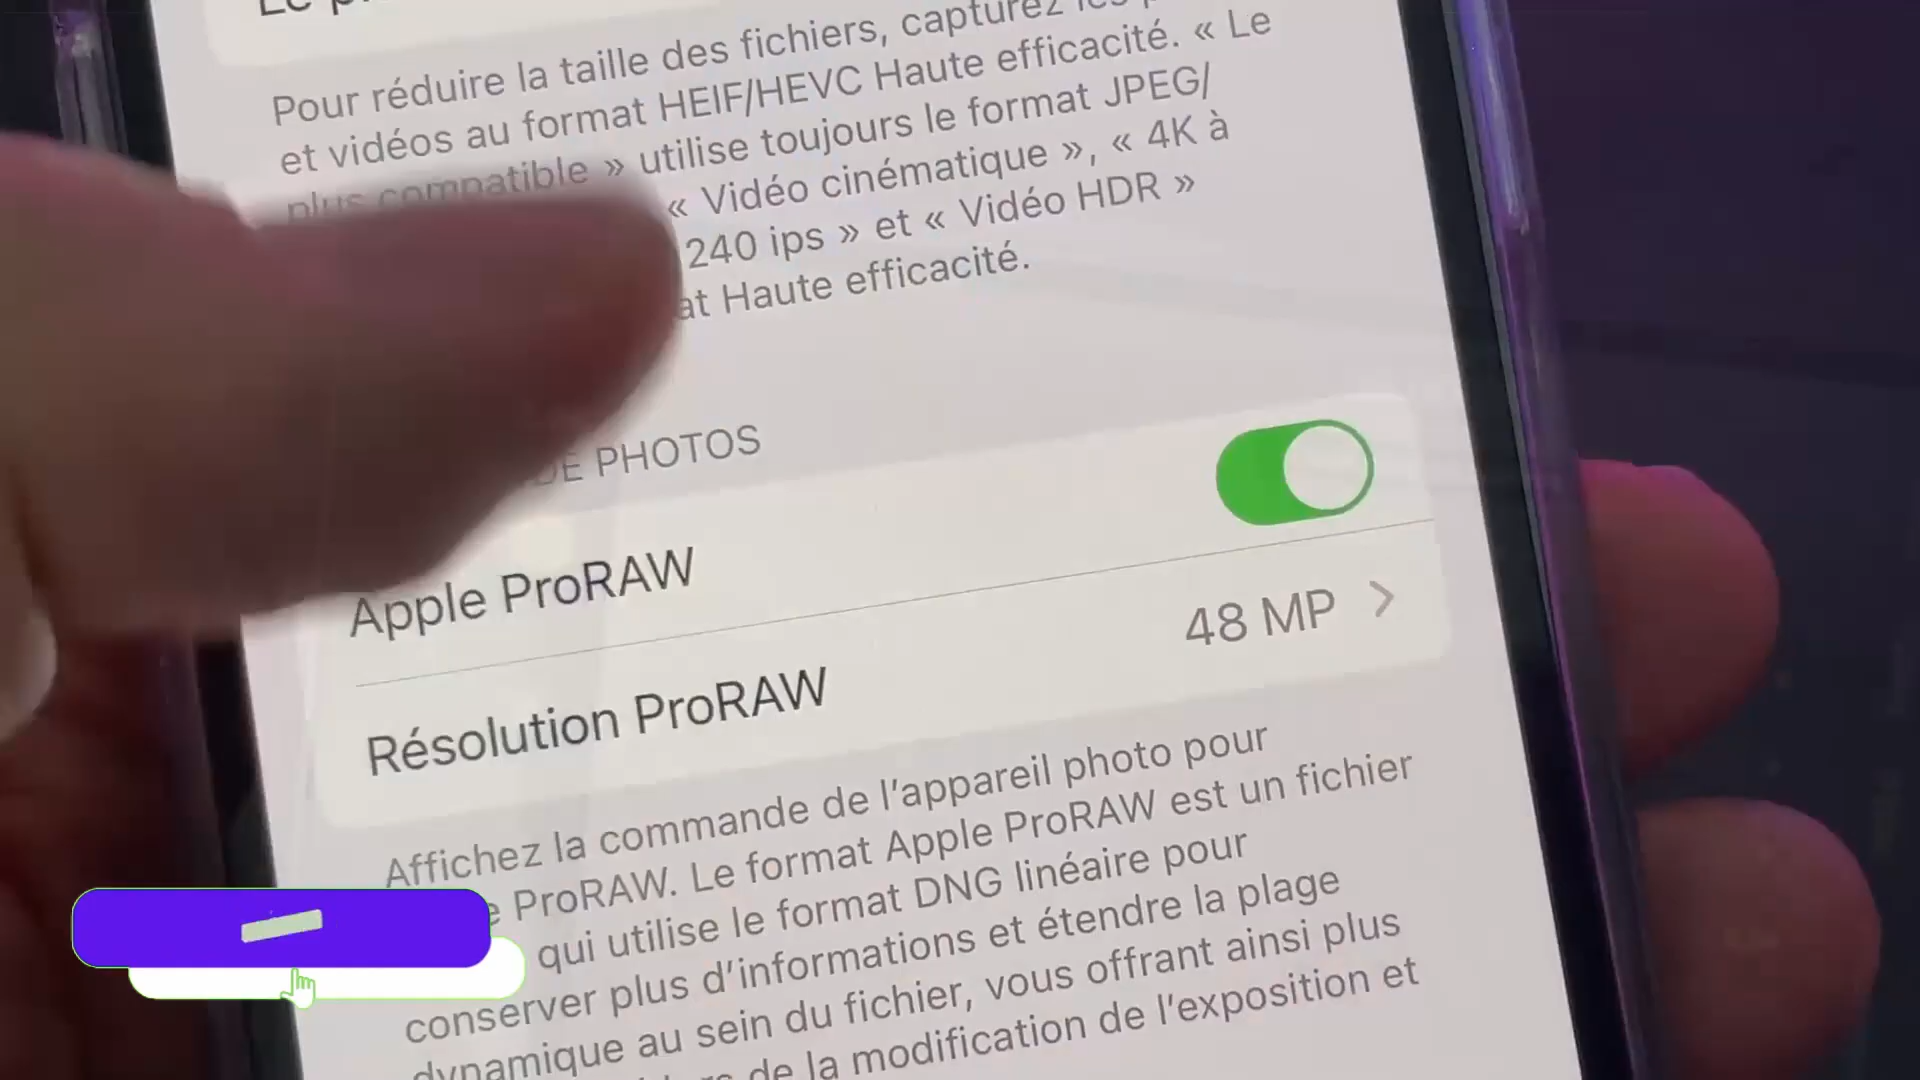 Pour réduire la taille des fichiers, capturez
et vidéos au format HEIF/HEVC Haute efficacité. « Le
plus compatible » utilise toujours le format JPEG/
« Vidéo cinématique », « 4K à
240 ips » et « Vidéo HDR »
Haute efficacité.
DE PHOTOS
Apple ProRAW
Résolution ProRAW 48 MP >
Affichez la commande de l’appareil photo pour
ProRAW. Le format Apple ProRAW est un fichier
qui utilise le format DNG linéaire pour
conserver plus d’informations et étendre la plage
dynamique au sein du fichier, vous offrant ainsi plus
de la modification de l’exposition et